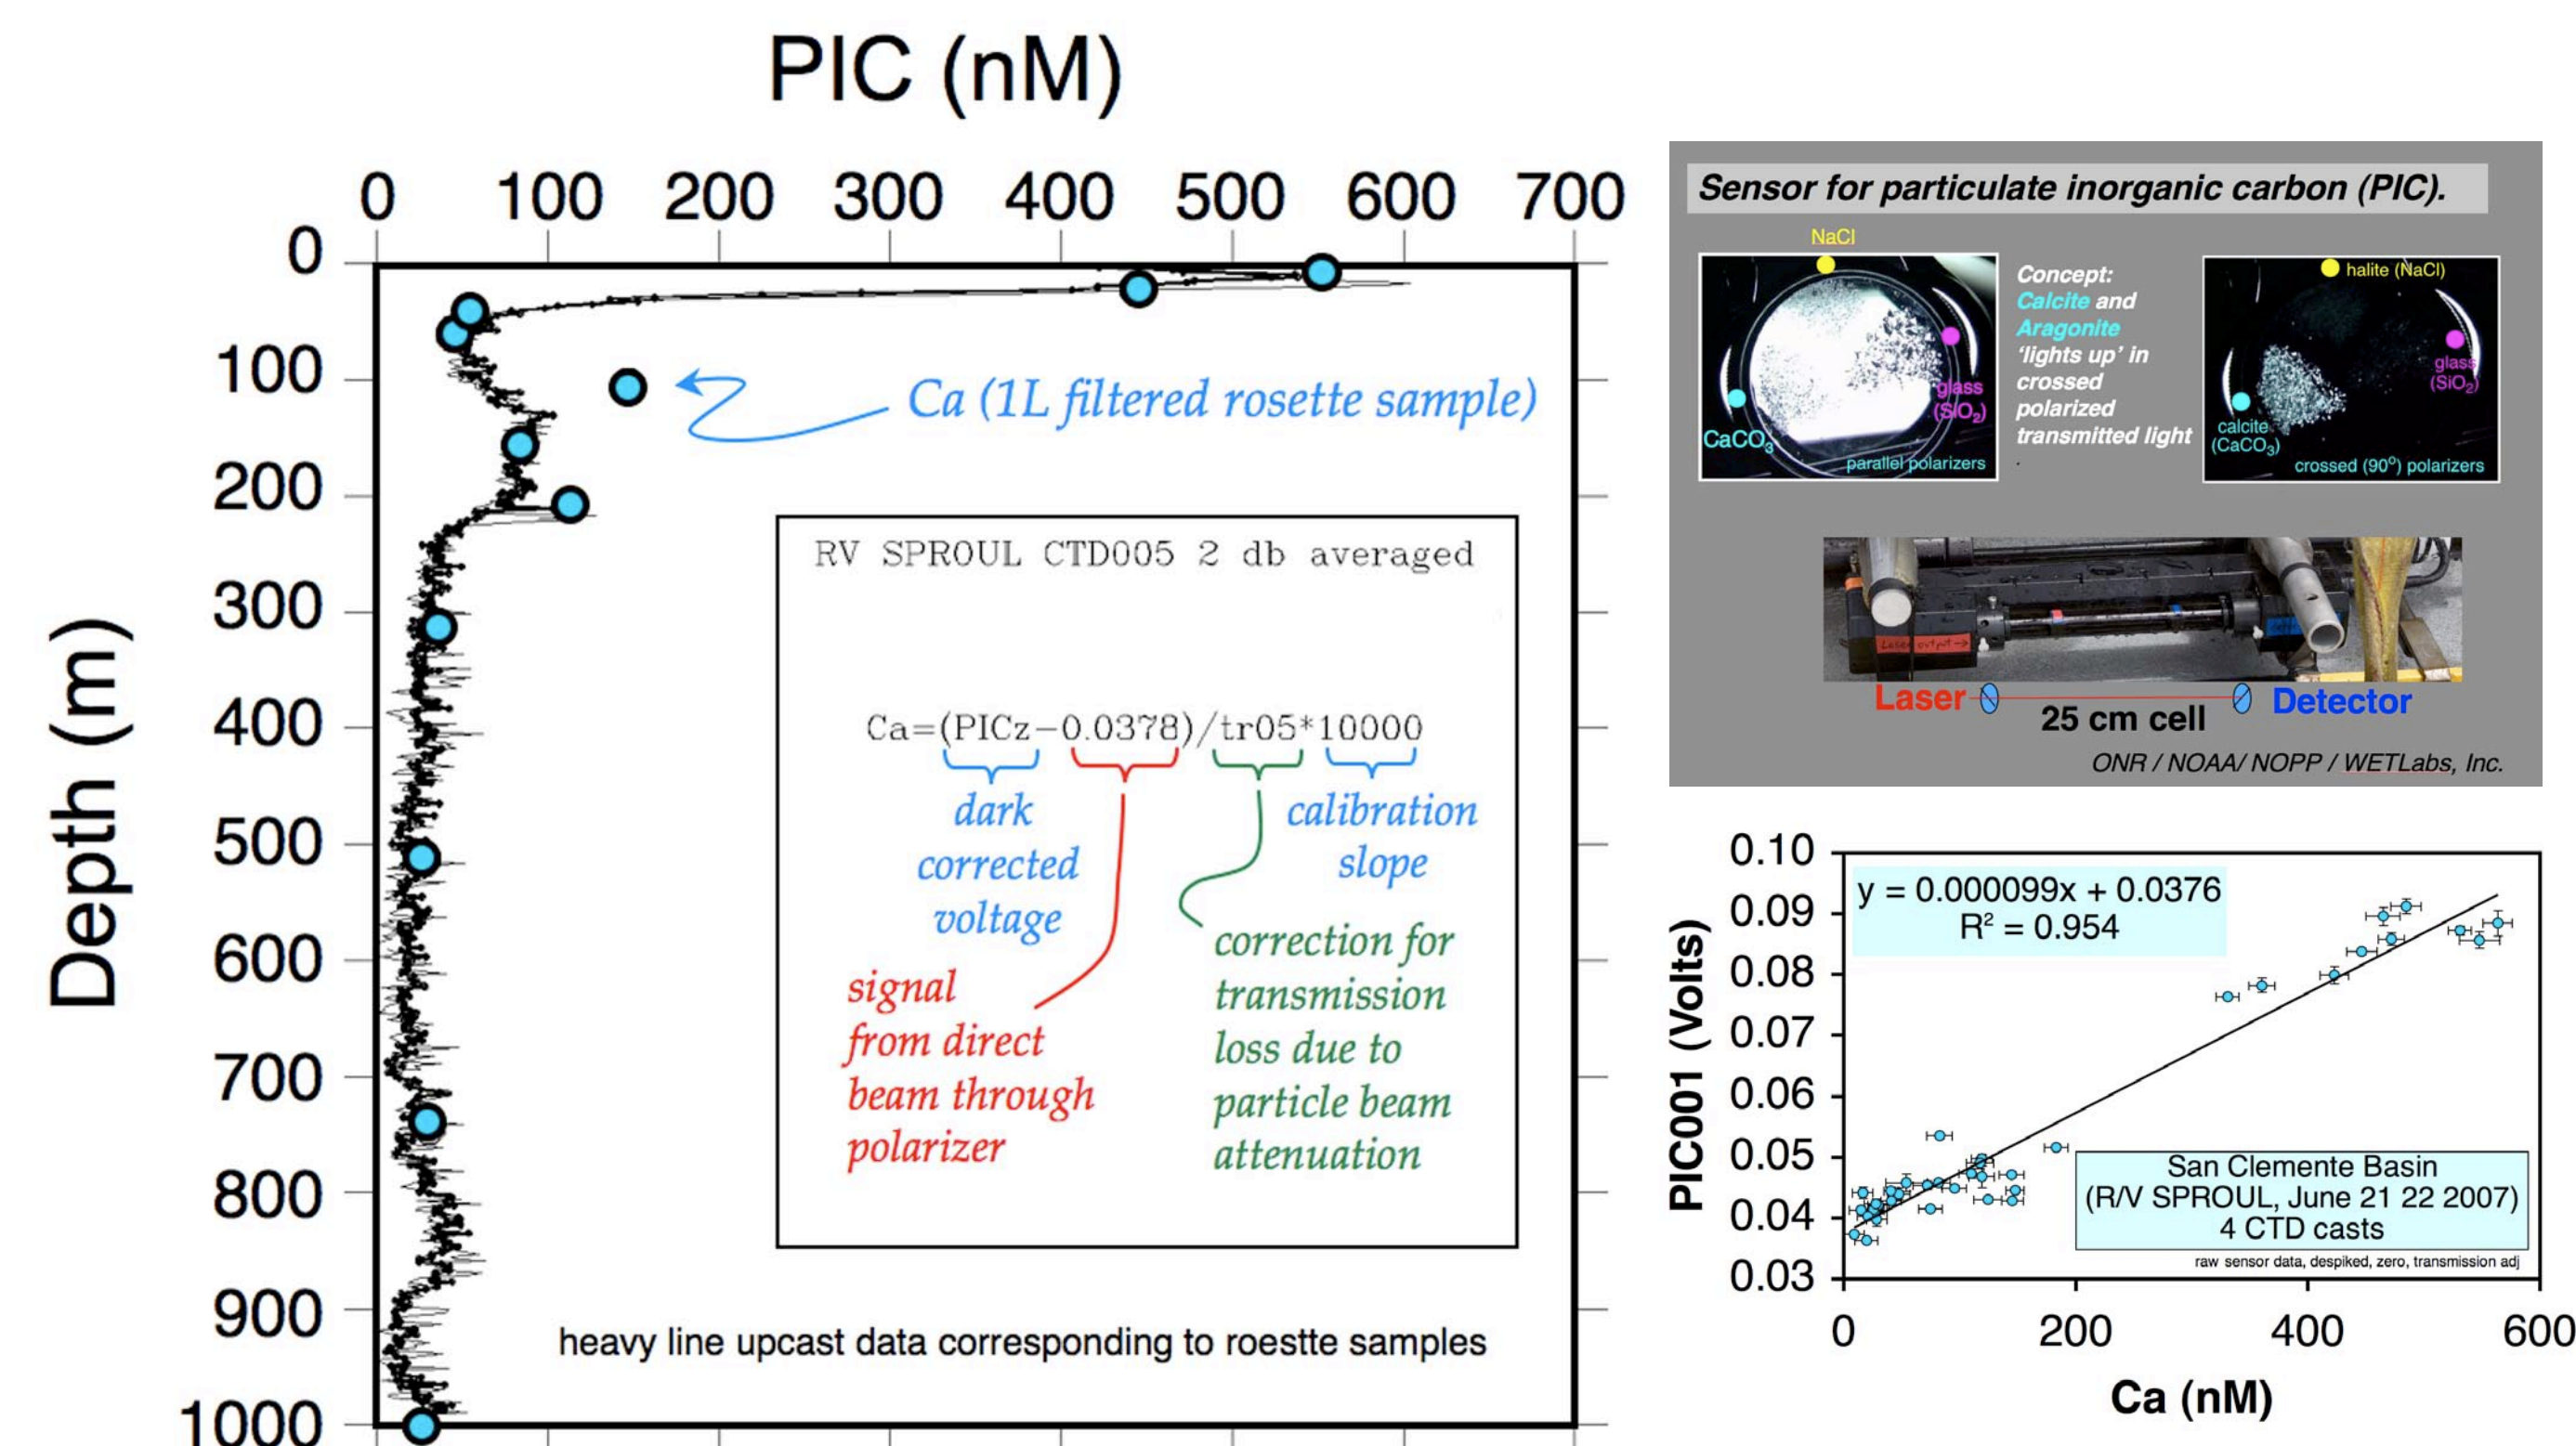 PIC (nM)
0 100 200 300 400 500 600 700
0
100
200
300
400
500
600
700
800
900
1000
Depth (m)
Ca (1L filtered rosette sample)
RV SPROUL CTD005 2 db averaged
Ca=(PICz-0.0378)/tr05*10000
dark
corrected
voltage
calibration
slope
signal
from direct
beam through
polarizer
correction for
transmission
loss due to
particle beam
attenuation
heavy line upcast data corresponding to roestte samples
Sensor for particulate inorganic carbon (PIC).
NaCl
glass
(SiO₂)
CaCO₃
parallel polarizers
Concept:
Calcite and
Aragonite
‘lights up’ in
crossed
polarized
transmitted light
.
halite (NaCl)
glass
(SiO₂)
calcite
(CaCO₃)
crossed (90⁰) polarizers
Laser output→
Laser
25 cm cell
Detector
ONR / NOAA/ NOPP / WETLabs, Inc.
0.10
0.09
0.08
0.07
0.06
0.05
0.04
0.03
PIC001 (Volts)
y = 0.000099x + 0.0376
R² = 0.954
San Clemente Basin
(R/V SPROUL, June 21 22 2007)
4 CTD casts
raw sensor data, despiked, zero, transmission adj
0 200 400 600
Ca (nM)